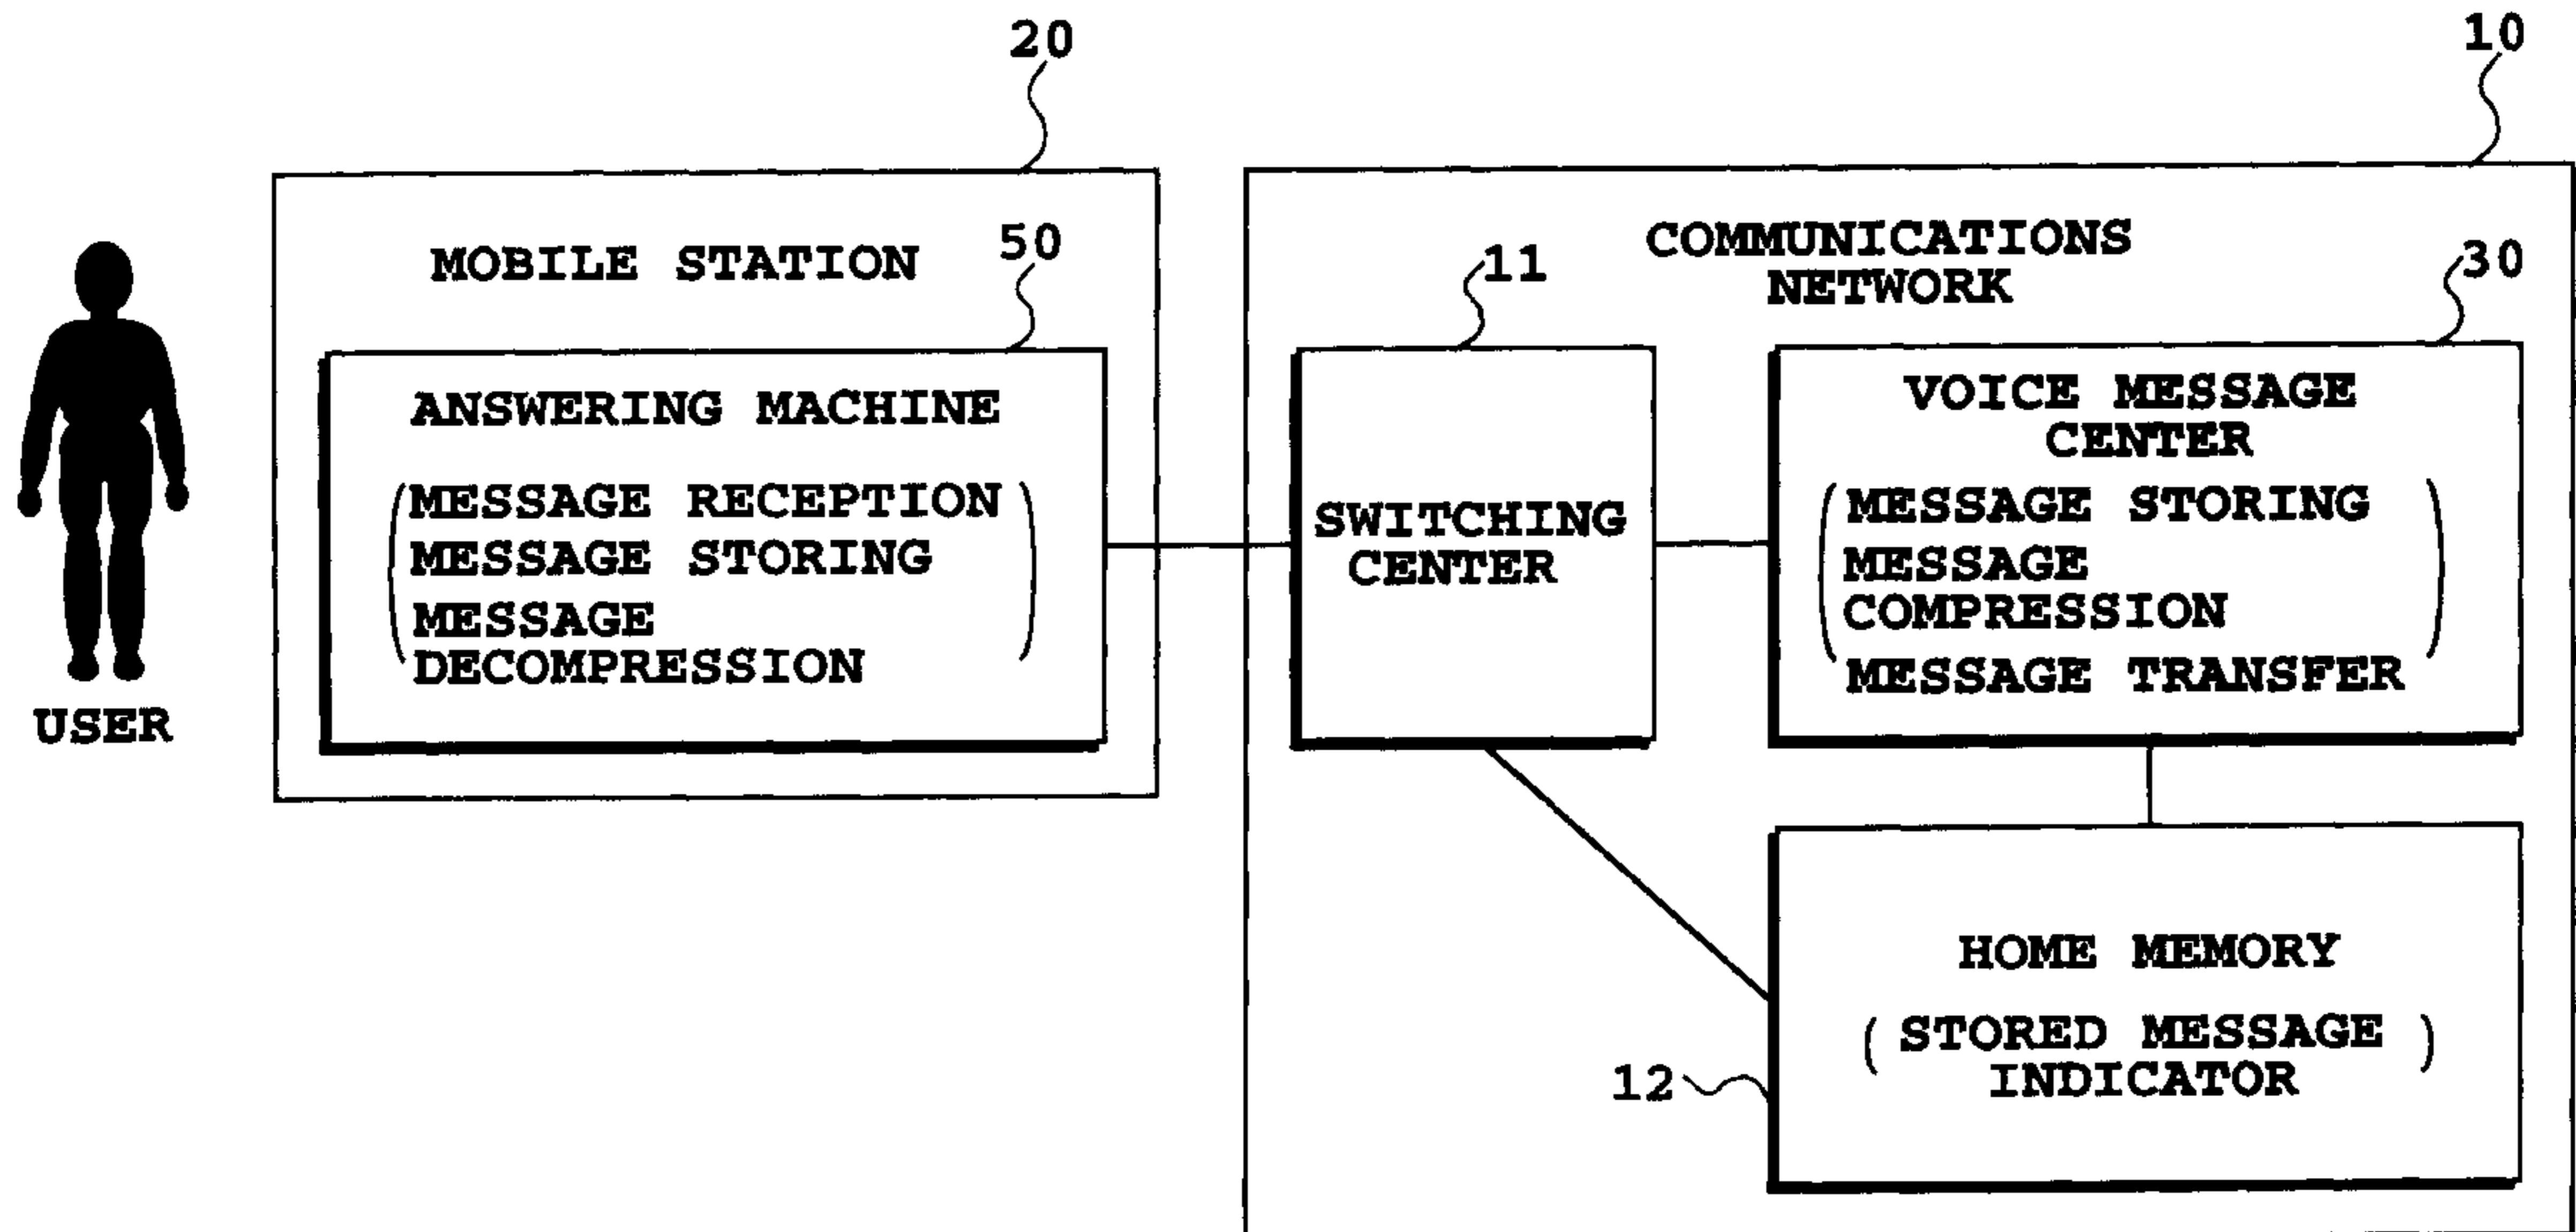 20
10
MOBILE STATION
50
ANSWERING MACHINE
(MESSAGE RECEPTION
MESSAGE STORING
MESSAGE
DECOMPRESSION)
USER
COMMUNICATIONS
NETWORK
11
SWITCHING
CENTER
30
VOICE MESSAGE
CENTER
(MESSAGE STORING
MESSAGE
COMPRESSION
MESSAGE TRANSFER)
HOME MEMORY
(STORED MESSAGE
INDICATOR)
12